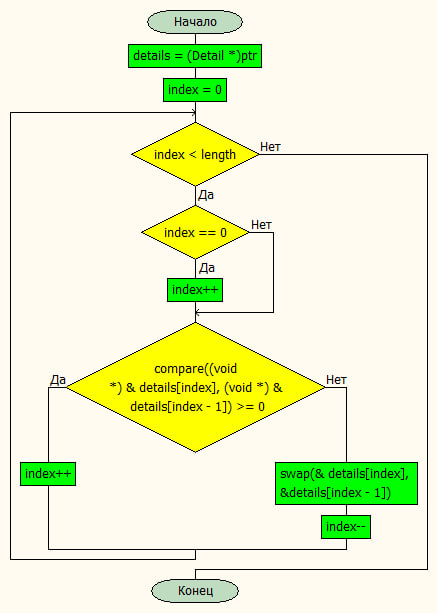 Начало
details = (Detail *)ptr
index = 0
index < length
Нет
Да
index == 0
Нет
Да
index++
compare((void
*) & details[index], (void *) &
details[index - 1]) >= 0
Да
Нет
index++
swap(& details[index],
&details[index - 1])
index--
Конец